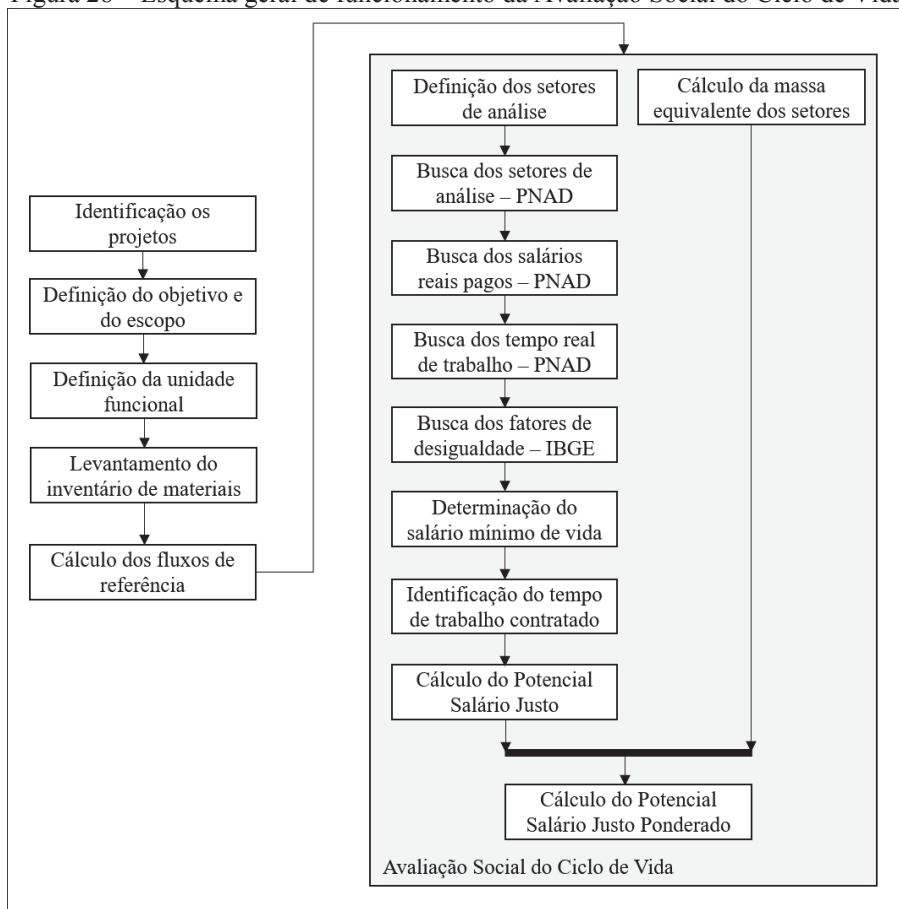 Figura 28 – Esquema geral de funcionamento da Avaliação Social do Ciclo de Vida
Identificação os
projetos
Definição do objetivo e
do escopo
Definição da unidade
funcional
Levantamento do
inventário de materiais
Cálculo dos fluxos de
referência
Definição dos setores
de análise
Busca dos setores de
análise – PNAD
Busca dos salários
reais pagos – PNAD
Busca dos tempo real
de trabalho – PNAD
Busca dos fatores de
desigualdade – IBGE
Determinação do
salário mínimo de vida
Identificação do tempo
de trabalho contratado
Cálculo do Potencial
Salário Justo
Cálculo da massa
equivalente dos setores
Cálculo do Potencial
Salário Justo Ponderado
Avaliação Social do Ciclo de Vida